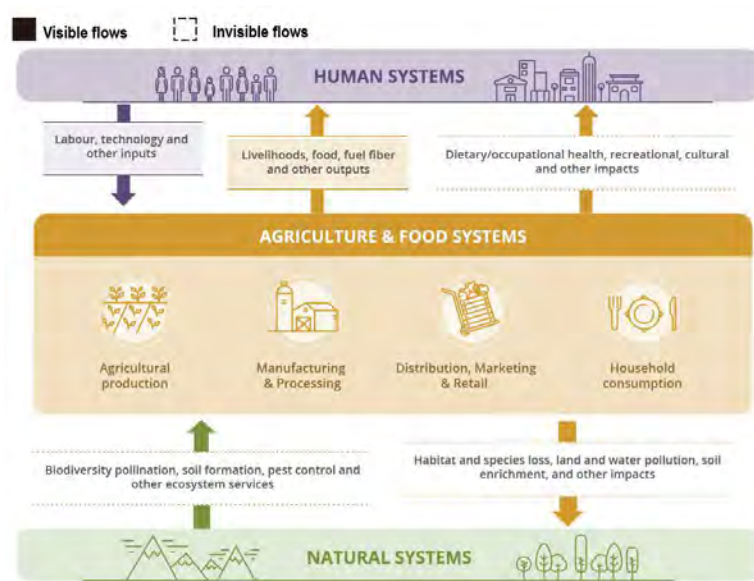 Visible flows
Invisible flows
HUMAN SYSTEMS
Labour, technology and
other inputs
Livelihoods, food, fuel fiber
and other outputs
Dietary/occupational health, recreational, cultural
and other impacts
AGRICULTURE & FOOD SYSTEMS
Agricultural
production
Manufacturing
& Processing
Distribution, Marketing
& Retail
Household
consumption
Biodiversity pollination, soil formation, pest control and
other ecosystem services
Habitat and species loss, land and water pollution, soil
enrichment, and other impacts
NATURAL SYSTEMS